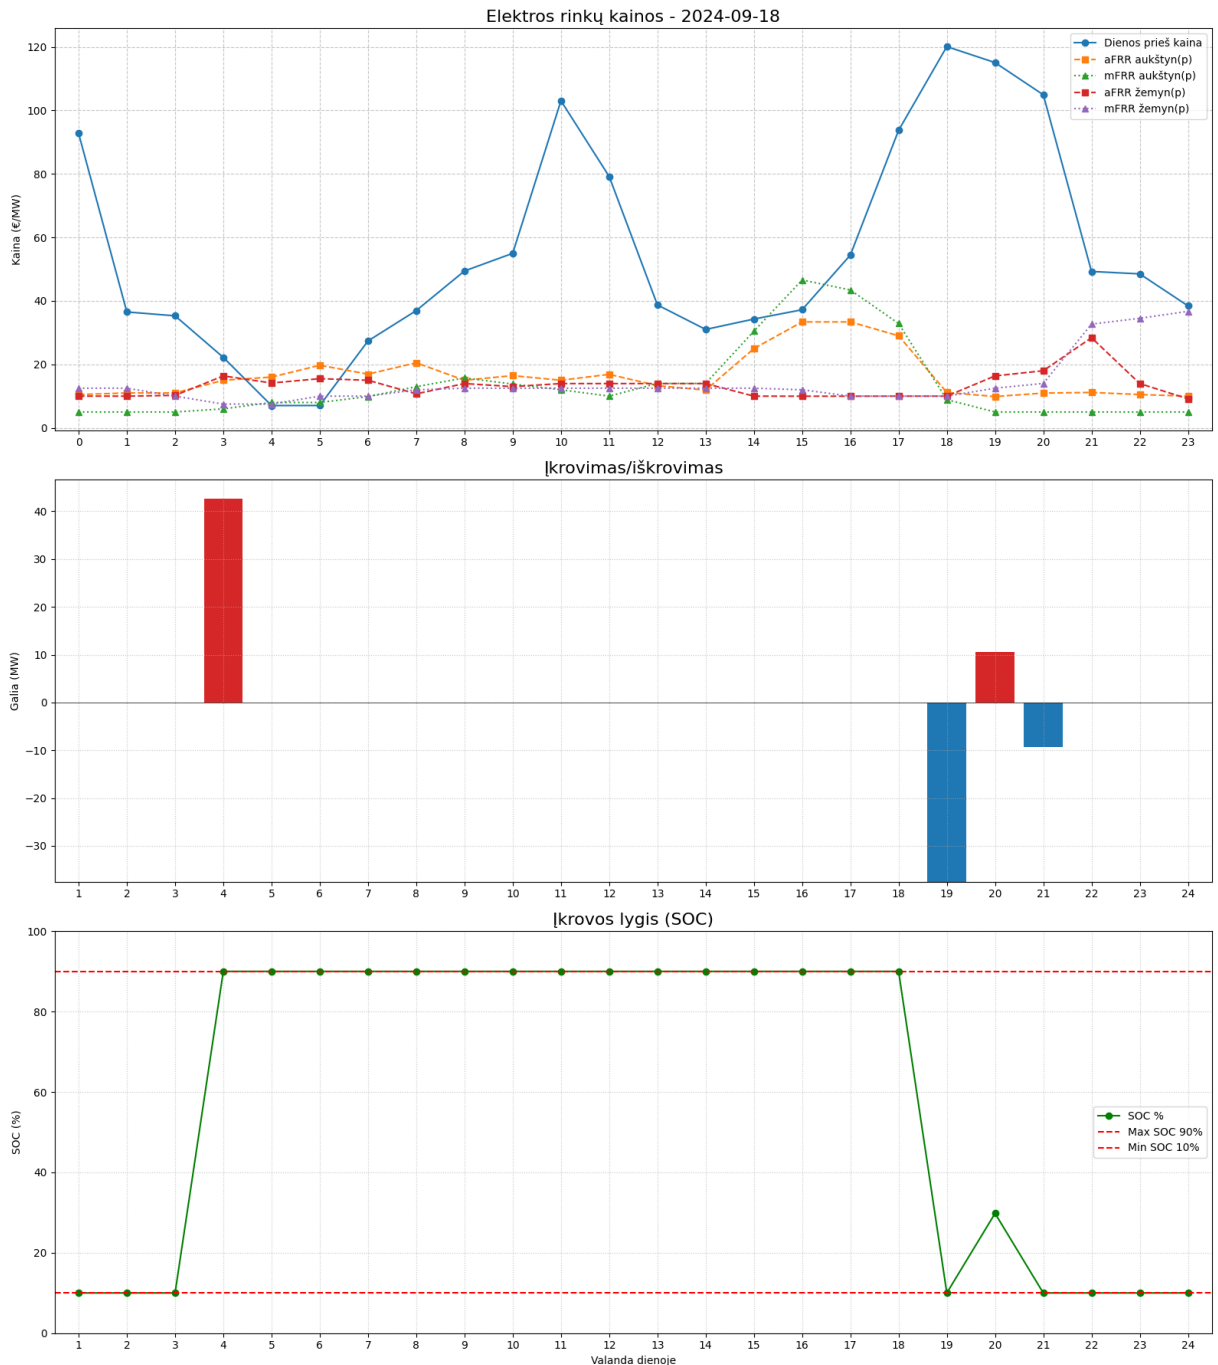 Elektros rinkų kainos - 2024-09-18
Kaina (€/MW)
120
100
80
60
40
20
0
Dienos prieš kaina
aFRR aukštyn(p)
mFRR aukštyn(p)
aFRR žemyn(p)
mFRR žemyn(p)
0 1 2 3 4 5 6 7 8 9 10 11 12 13 14 15 16 17 18 19 20 21 22 23
Įkrovimas/iškrovimas
Galia (MW)
40
30
20
10
0
−10
−20
−30
1 2 3 4 5 6 7 8 9 10 11 12 13 14 15 16 17 18 19 20 21 22 23 24
Įkrovos lygis (SOC)
SOC (%)
100
80
60
40
20
0
SOC %
Max SOC 90%
Min SOC 10%
1 2 3 4 5 6 7 8 9 10 11 12 13 14 15 16 17 18 19 20 21 22 23 24
Valanda dienoje